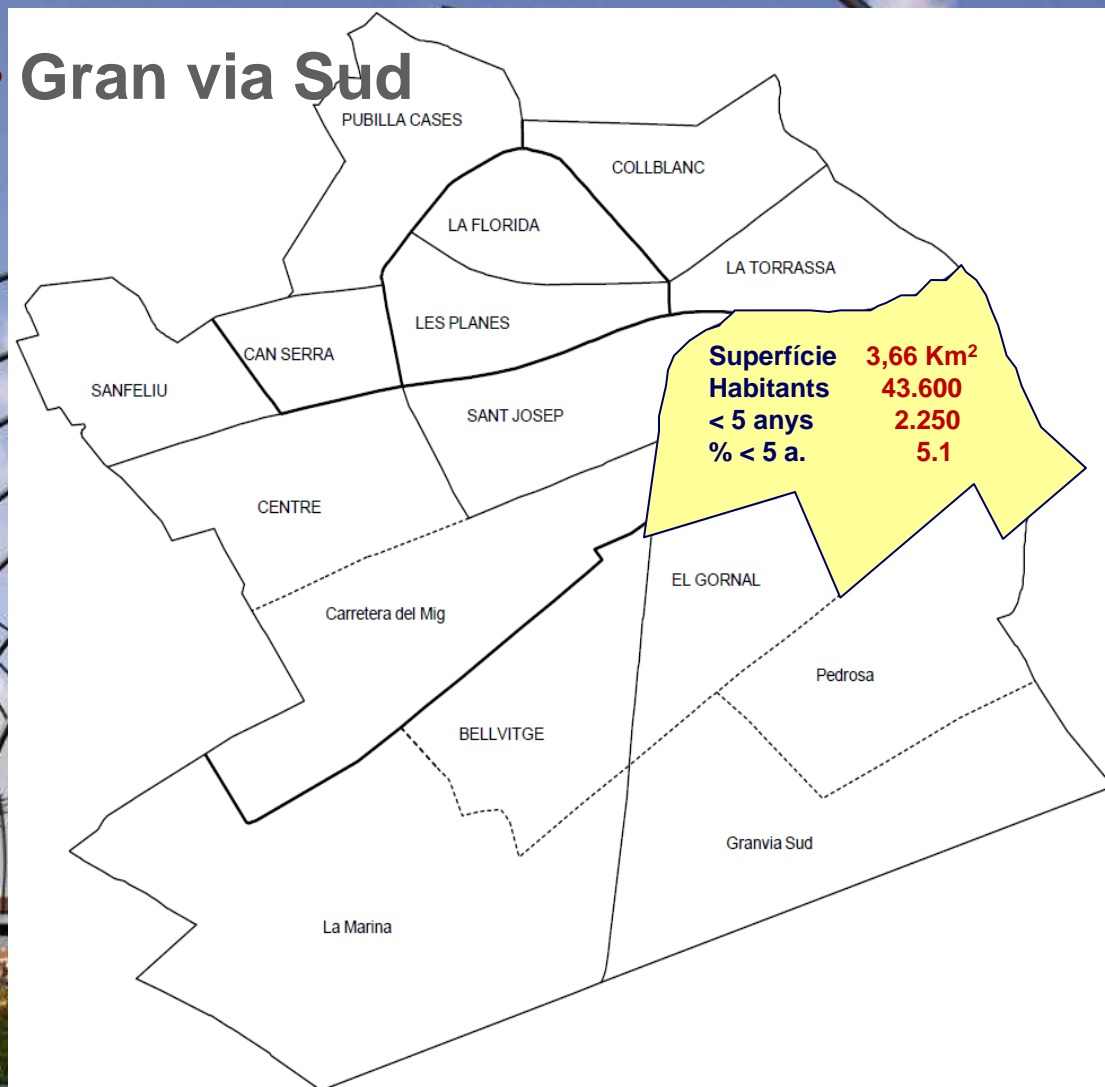 Gran via Sud
PUBILLA CASES
COLLBLANC
LA FLORIDA
LA TORRASSA
LES PLANES
CAN SERRA
SANFELIU
SANT JOSEP
Superfície 3,66 Km²
Habitants 43.600
< 5 anys 2.250
% < 5 a. 5.1
CENTRE
EL GORNAL
Carretera del Mig
Pedrosa
BELLVITGE
Granvia Sud
La Marina